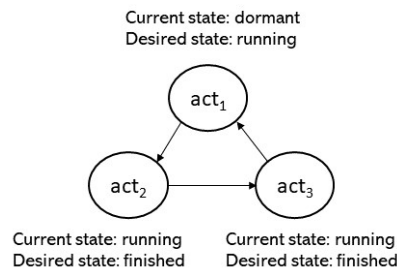 Current state: dormant
Desired state: running
act₁
act₂
act₃
Current state: running
Desired state: finished
Current state: running
Desired state: finished